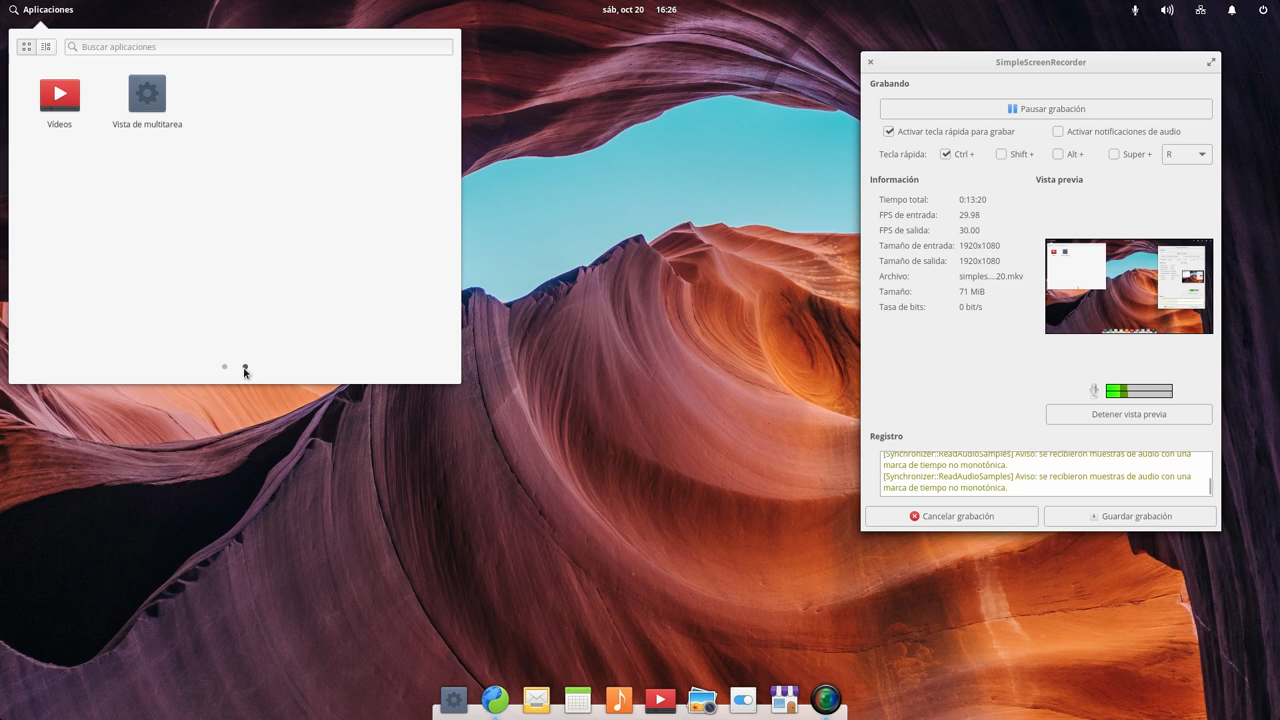 Aplicaciones
sáb, oct 20 16:26
Buscar aplicaciones
Vídeos
Vista de multitarea
SimpleScreenRecorder
Grabando
Pausar grabación
Activar tecla rápida para grabar
Activar notificaciones de audio
Tecla rápida: Ctrl + Shift + Alt + Super + R
Información
Vista previa
Tiempo total: 0:13:20
FPS de entrada: 29.98
FPS de salida: 30.00
Tamaño de entrada: 1920x1080
Tamaño de salida: 1920x1080
Archivo: simples....20.mkv
Tamaño: 71 MiB
Tasa de bits: 0 bit/s
Detener vista previa
Registro
[Synchronizer::ReadAudioSamples] Aviso: se recibieron muestras de audio con una
marca de tiempo no monotónica.
[Synchronizer::ReadAudioSamples] Aviso: se recibieron muestras de audio con una
marca de tiempo no monotónica.
Cancelar grabación
Guardar grabación